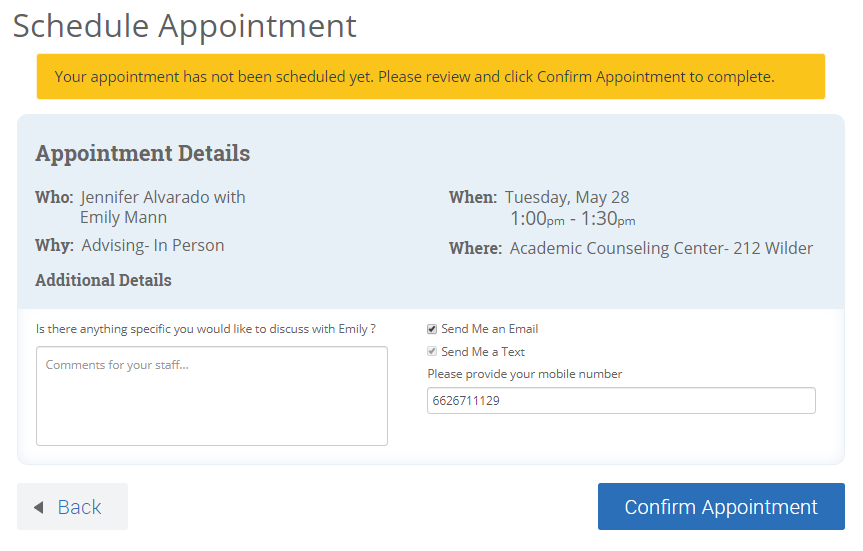 Schedule Appointment
Your appointment has not been scheduled yet. Please review and click Confirm Appointment to complete.
Appointment Details
Who: Jennifer Alvarado with
Emily Mann
Why: Advising- In Person
When: Tuesday, May 28
1:00pm - 1:30pm
Where: Academic Counseling Center- 212 Wilder
Additional Details
Is there anything specific you would like to discuss with Emily ?
Comments for your staff...
Send Me an Email
Send Me a Text
Please provide your mobile number
6626711129
Back
Confirm Appointment